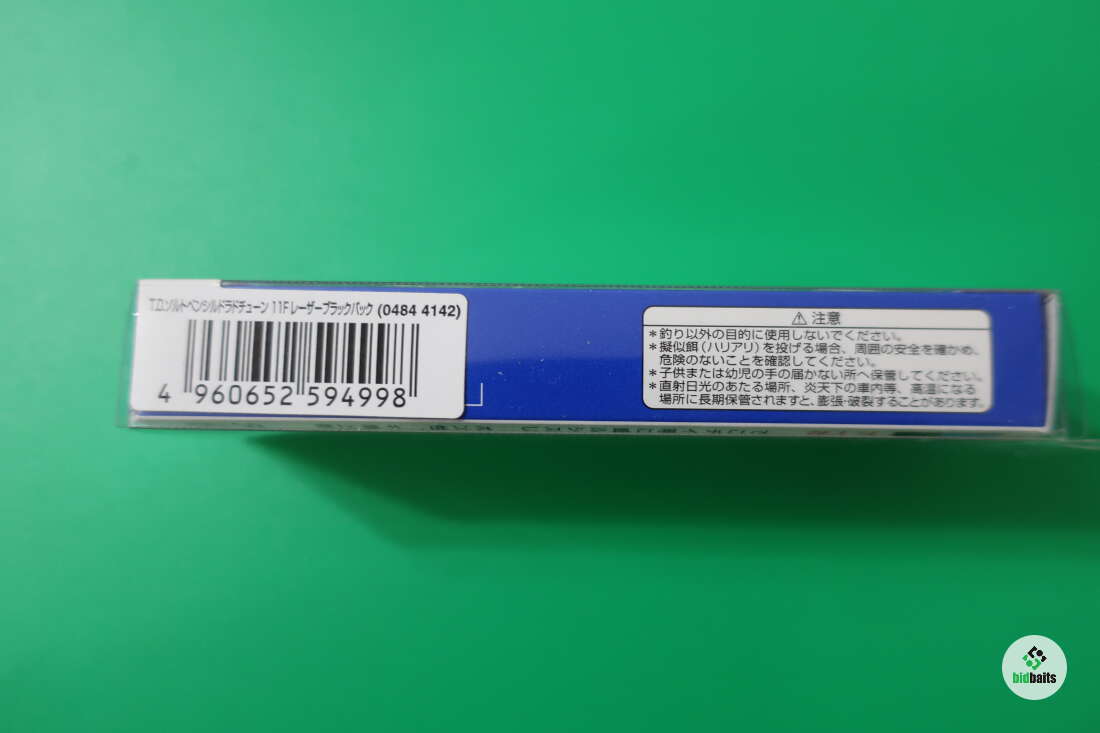 T.D.ソルトペンシルドラドチューン 11F レーザーブラックバック (0484 4142)
4 960652 594998
⚠ 注意
*釣り以外の目的に使用しないでください。
*擬似餌(ハリアリ)を投げる場合、周囲の安全を確かめ、
危険のないことを確認してください。
*子供または幼児の手の届かない所へ保管してください。
*直射日光のあたる場所、炎天下の車内等、高温になる
場所に長期保管されますと、膨張・破裂することがあります。
bidbaits